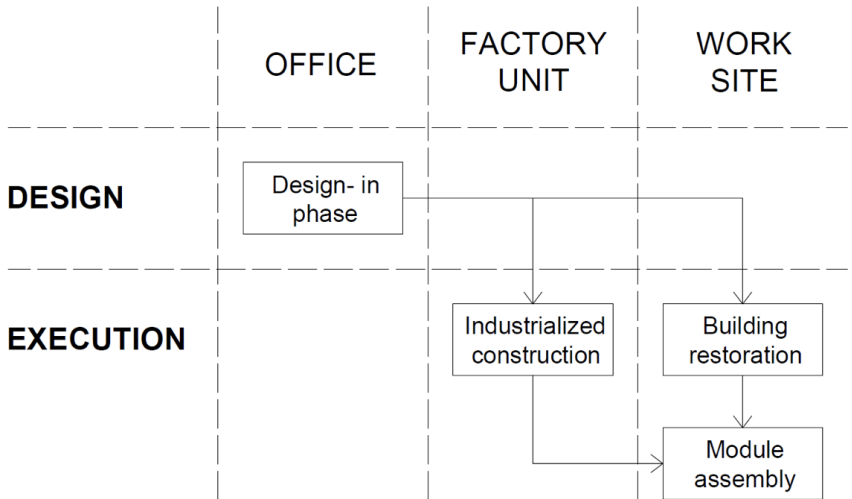 OFFICE
FACTORY
UNIT
WORK
SITE
DESIGN
Design- in
phase
EXECUTION
Industrialized
construction
Building
restoration
Module
assembly